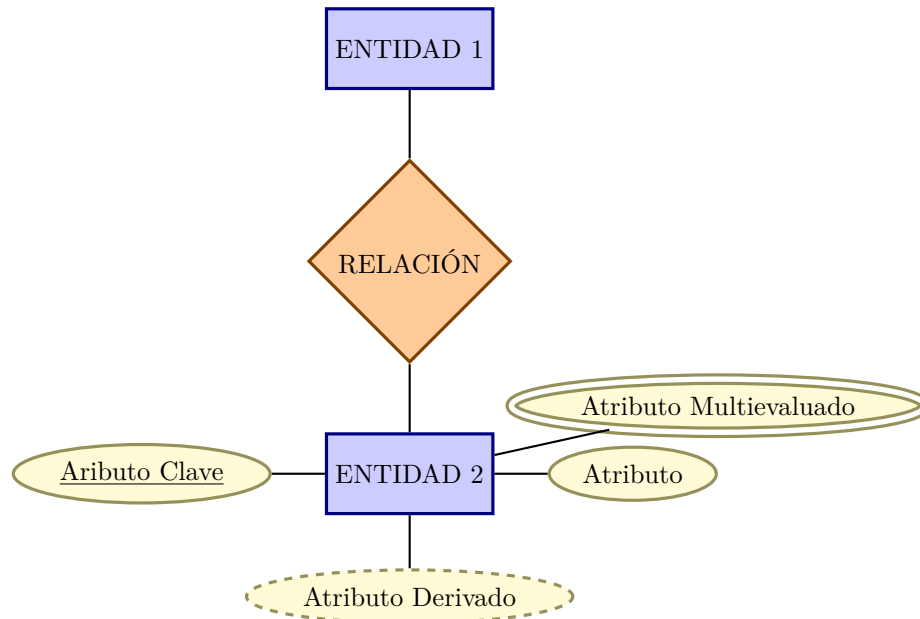 ENTIDAD 1
RELACIÓN
Atributo Multievaluado
Aributo Clave
ENTIDAD 2
Atributo
Atributo Derivado